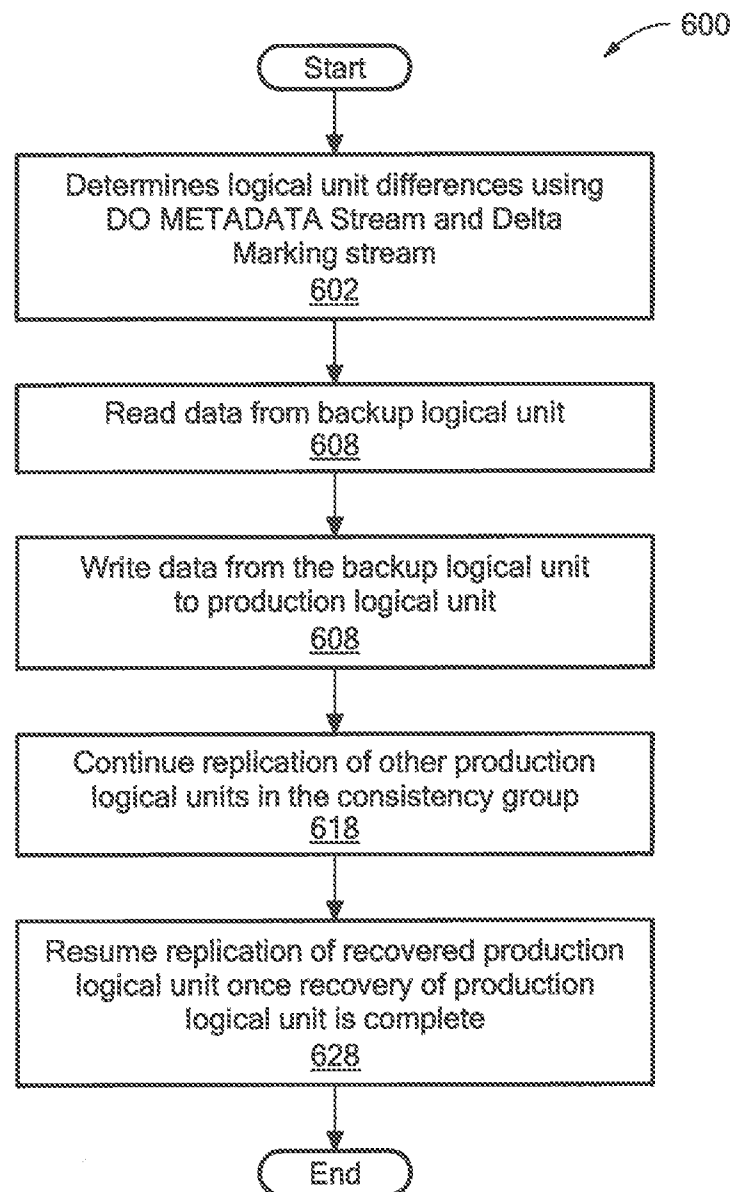 600
Start
Determines logical unit differences using
DO METADATA Stream and Delta
Marking stream
602
Read data from backup logical unit
608
Write data from the backup logical unit
to production logical unit
608
Continue replication of other production
logical units in the consistency group
618
Resume replication of recovered production
logical unit once recovery of production
logical unit is complete
628
End